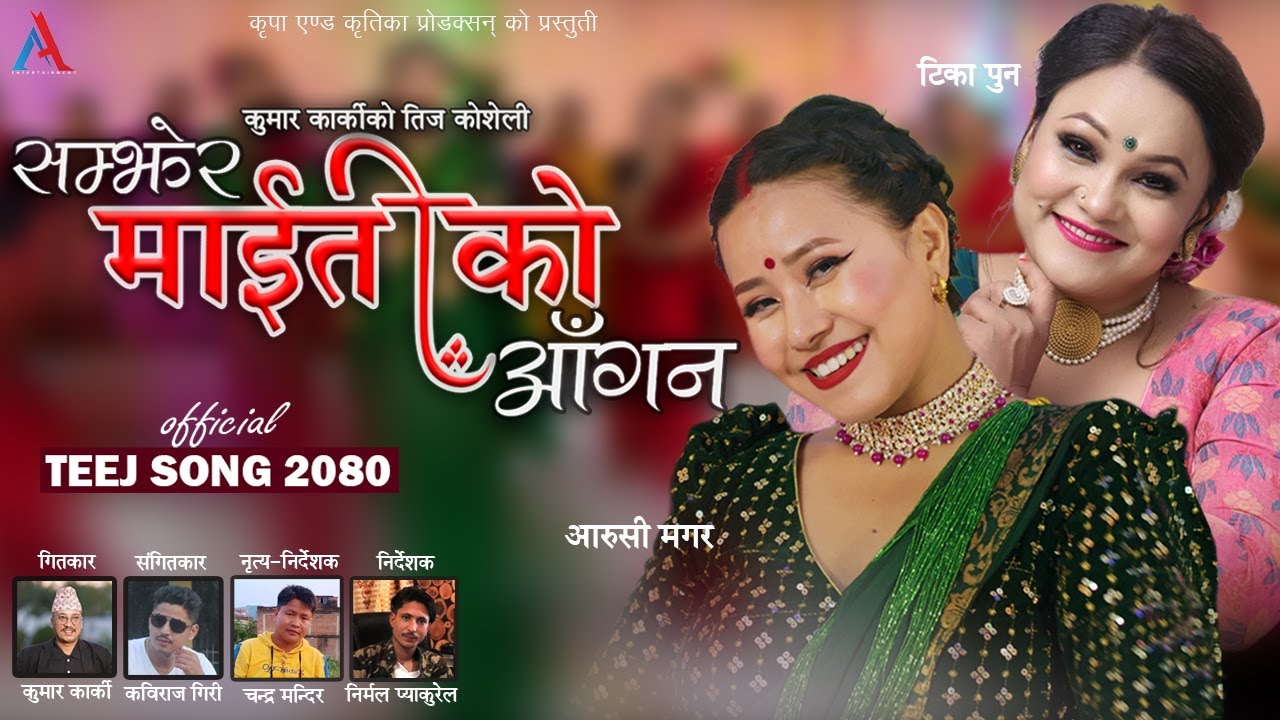 कृपा एण्ड कृतिका प्रोडक्सन् को प्रस्तुती
A
ENTERTAINMENT
टिका पुन
कुमार कार्कीको तिज कोशेली
सम्झेर
माईतीको
आँगन
official
TEEJ SONG 2080
आरुसी मगर
गितकार
संगितकार
नृत्य-निर्देशक
निर्देशक
कुमार कार्की
कविराज गिरी
चन्द्र मन्दिर
निर्मल प्याकुरेल